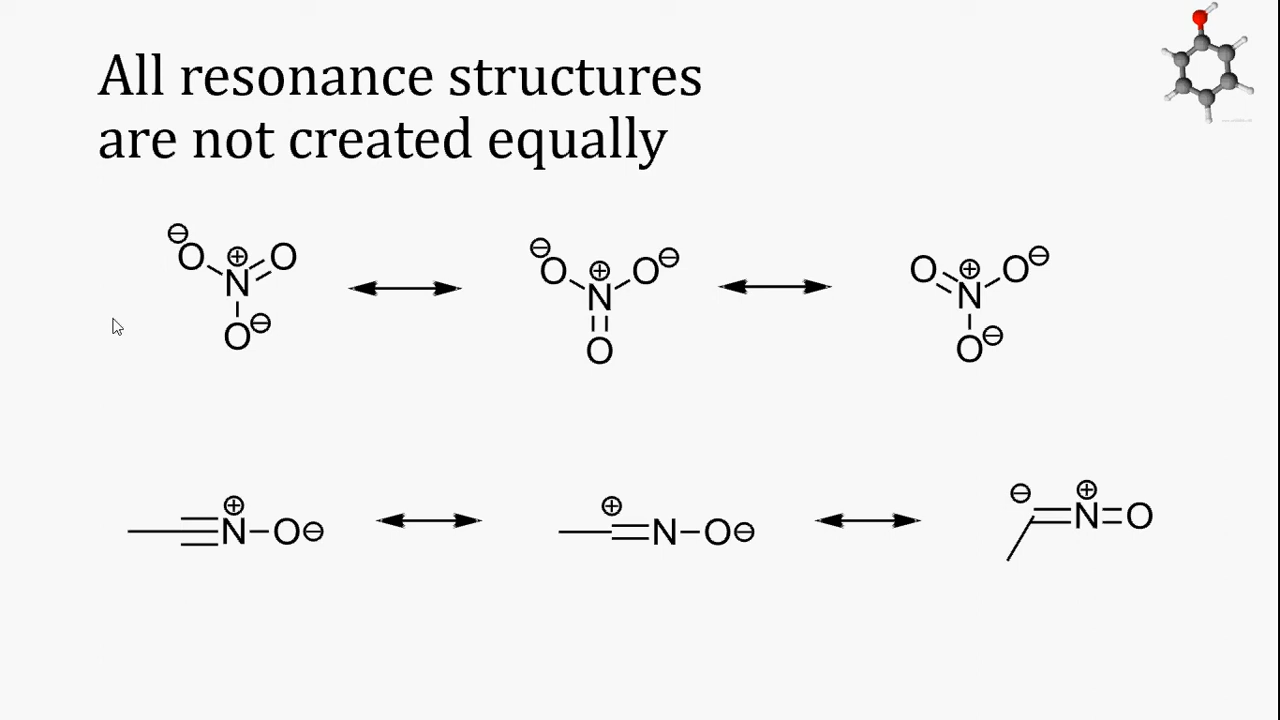 All resonance structures
are not created equally
⊖ O N ⊕ O O ⊖
⊖ O N ⊕ O ⊖ O
O N ⊕ O ⊖ O ⊖
⊕ N O ⊖
⊕ N O ⊖
⊖ ⊕ N O